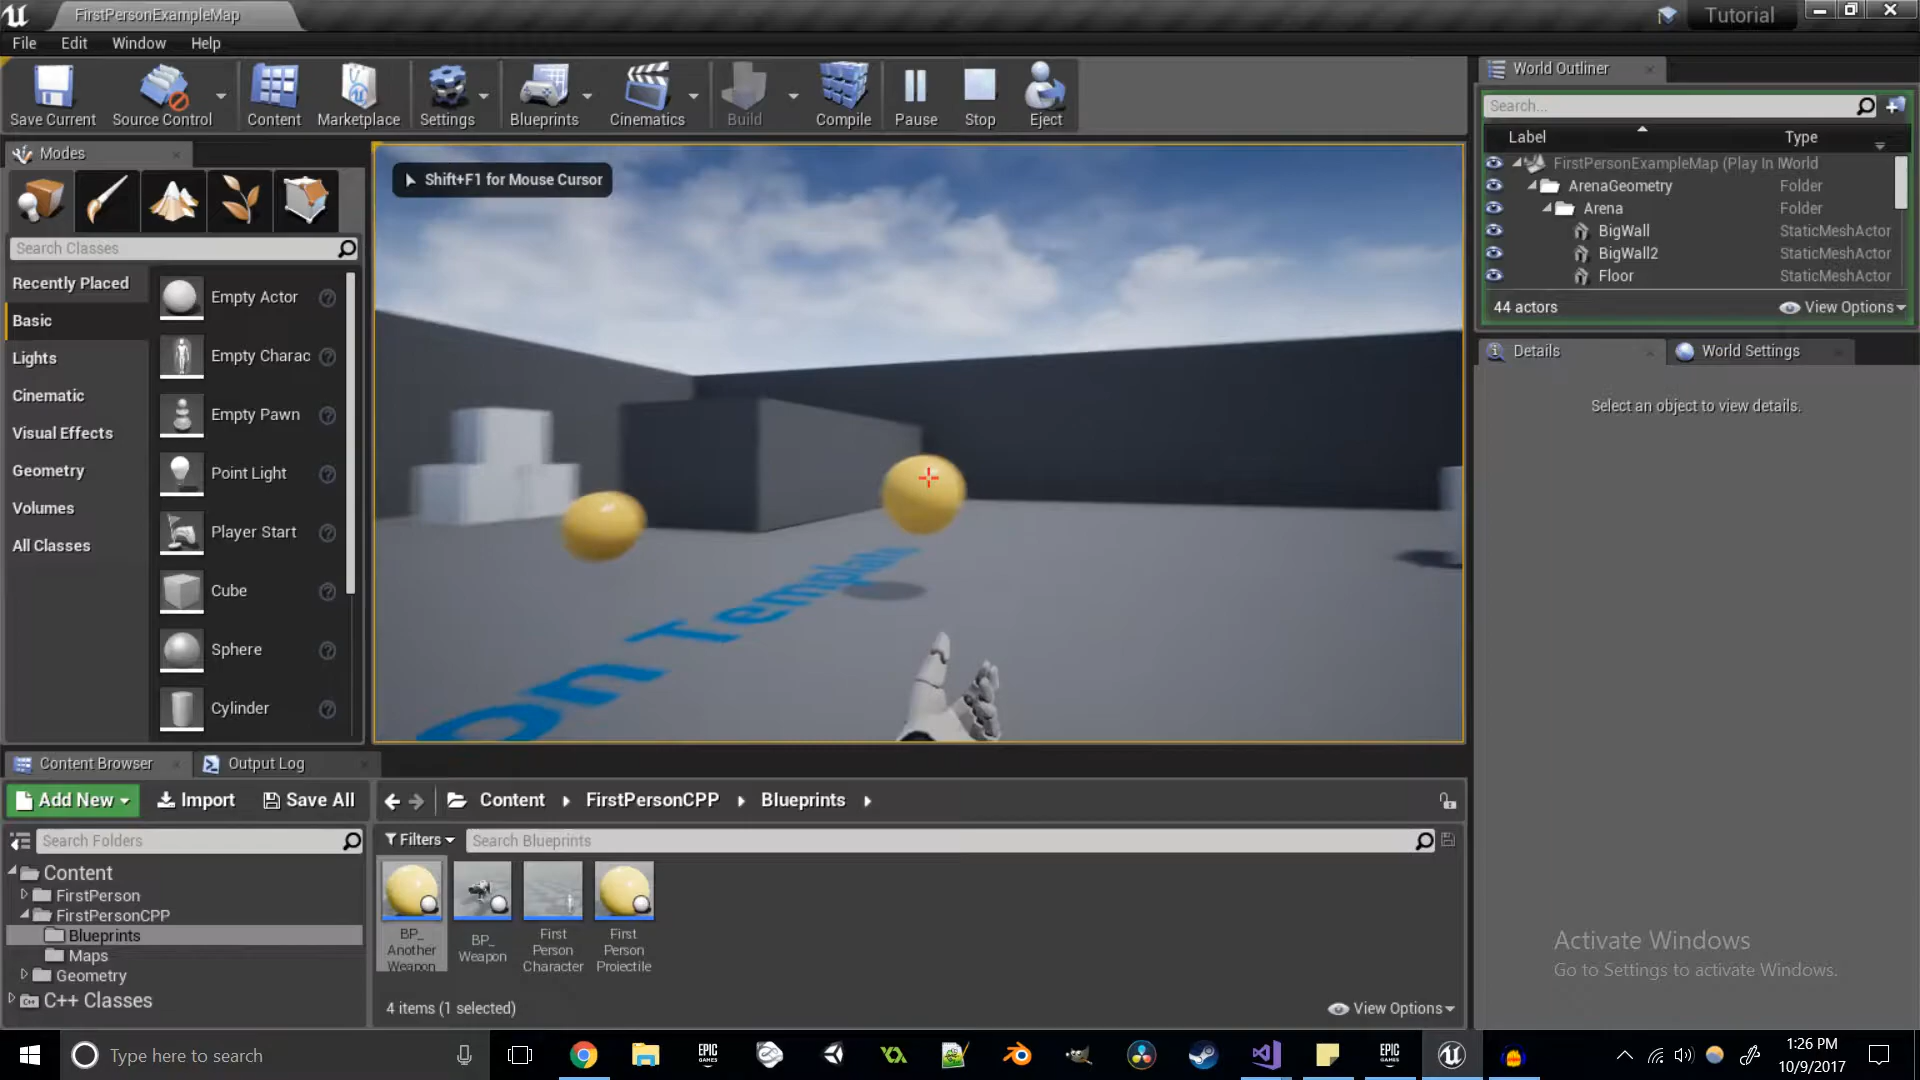 FirstPersonExampleMap
Tutorial
File Edit Window Help
Save Current Source Control Content Marketplace Settings Blueprints Cinematics Build Compile Pause Stop Eject
World Outliner
Search...
Label Type
FirstPersonExampleMap (Play In World
ArenaGeometry Folder
Arena Folder
BigWall StaticMeshActor
BigWall2 StaticMeshActor
Floor StaticMeshActor
44 actors View Options
Details World Settings
Select an object to view details.
Modes
Search Classes
Recently Placed
Basic
Lights
Cinematic
Visual Effects
Geometry
Volumes
All Classes
Empty Actor
Empty Charac
Empty Pawn
Point Light
Player Start
Cube
Sphere
Cylinder
Shift+F1 for Mouse Cursor
on Template
Content Browser Output Log
Add New Import Save All
Content FirstPersonCPP Blueprints
Search Folders
Filters Search Blueprints
Content
FirstPerson
FirstPersonCPP
Blueprints
Maps
Geometry
C++ Classes
BP_
Another
Weapon
BP_
Weapon
First
Person
Character
First
Person
Projectile
4 items (1 selected) View Options
Activate Windows
Go to Settings to activate Windows.
Type here to search
EPIC
GAMES
EPIC
GAMES
1:26 PM
10/9/2017